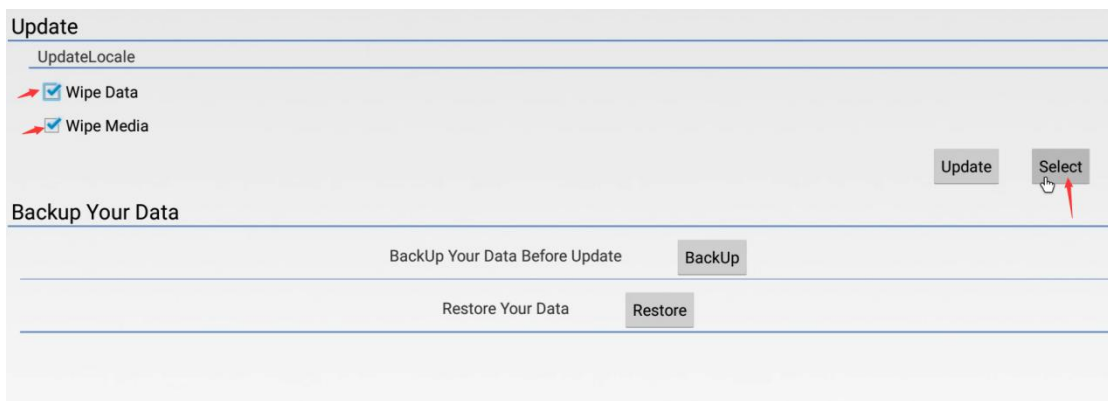 Update
UpdateLocale
Wipe Data
Wipe Media
Update Select
Backup Your Data
BackUp Your Data Before Update BackUp
Restore Your Data Restore